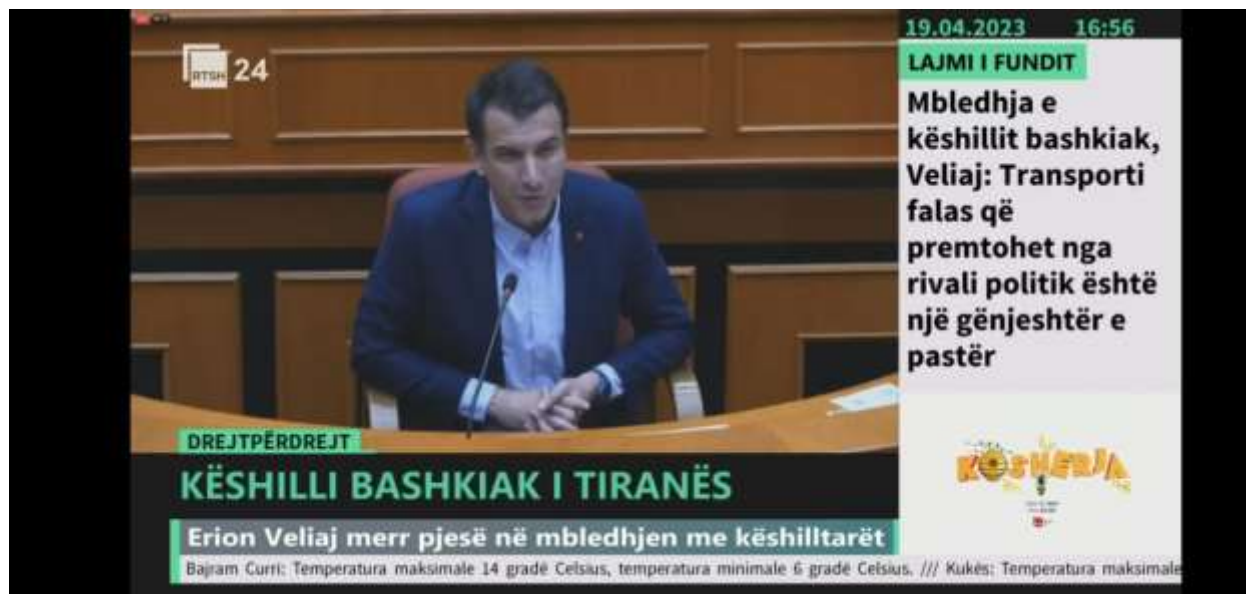 RTSH 24
19.04.2023 16:56
LAJMI I FUNDIT
Mbledhja e
këshillit bashkiak,
Veliaj: Transporti
falas që
premtohet nga
rivali politik është
një gënjeshtër e
pastër
KOSHERJA
DREJTPËRDREJT
KËSHILLI BASHKIAK I TIRANËS
Erion Veliaj merr pjesë në mbledhjen me këshilltarët
Bajram Curri: Temperatura maksimale 14 gradë Celsius, temperatura minimale 6 gradë Celsius. /// Kukës: Temperatura maksimale